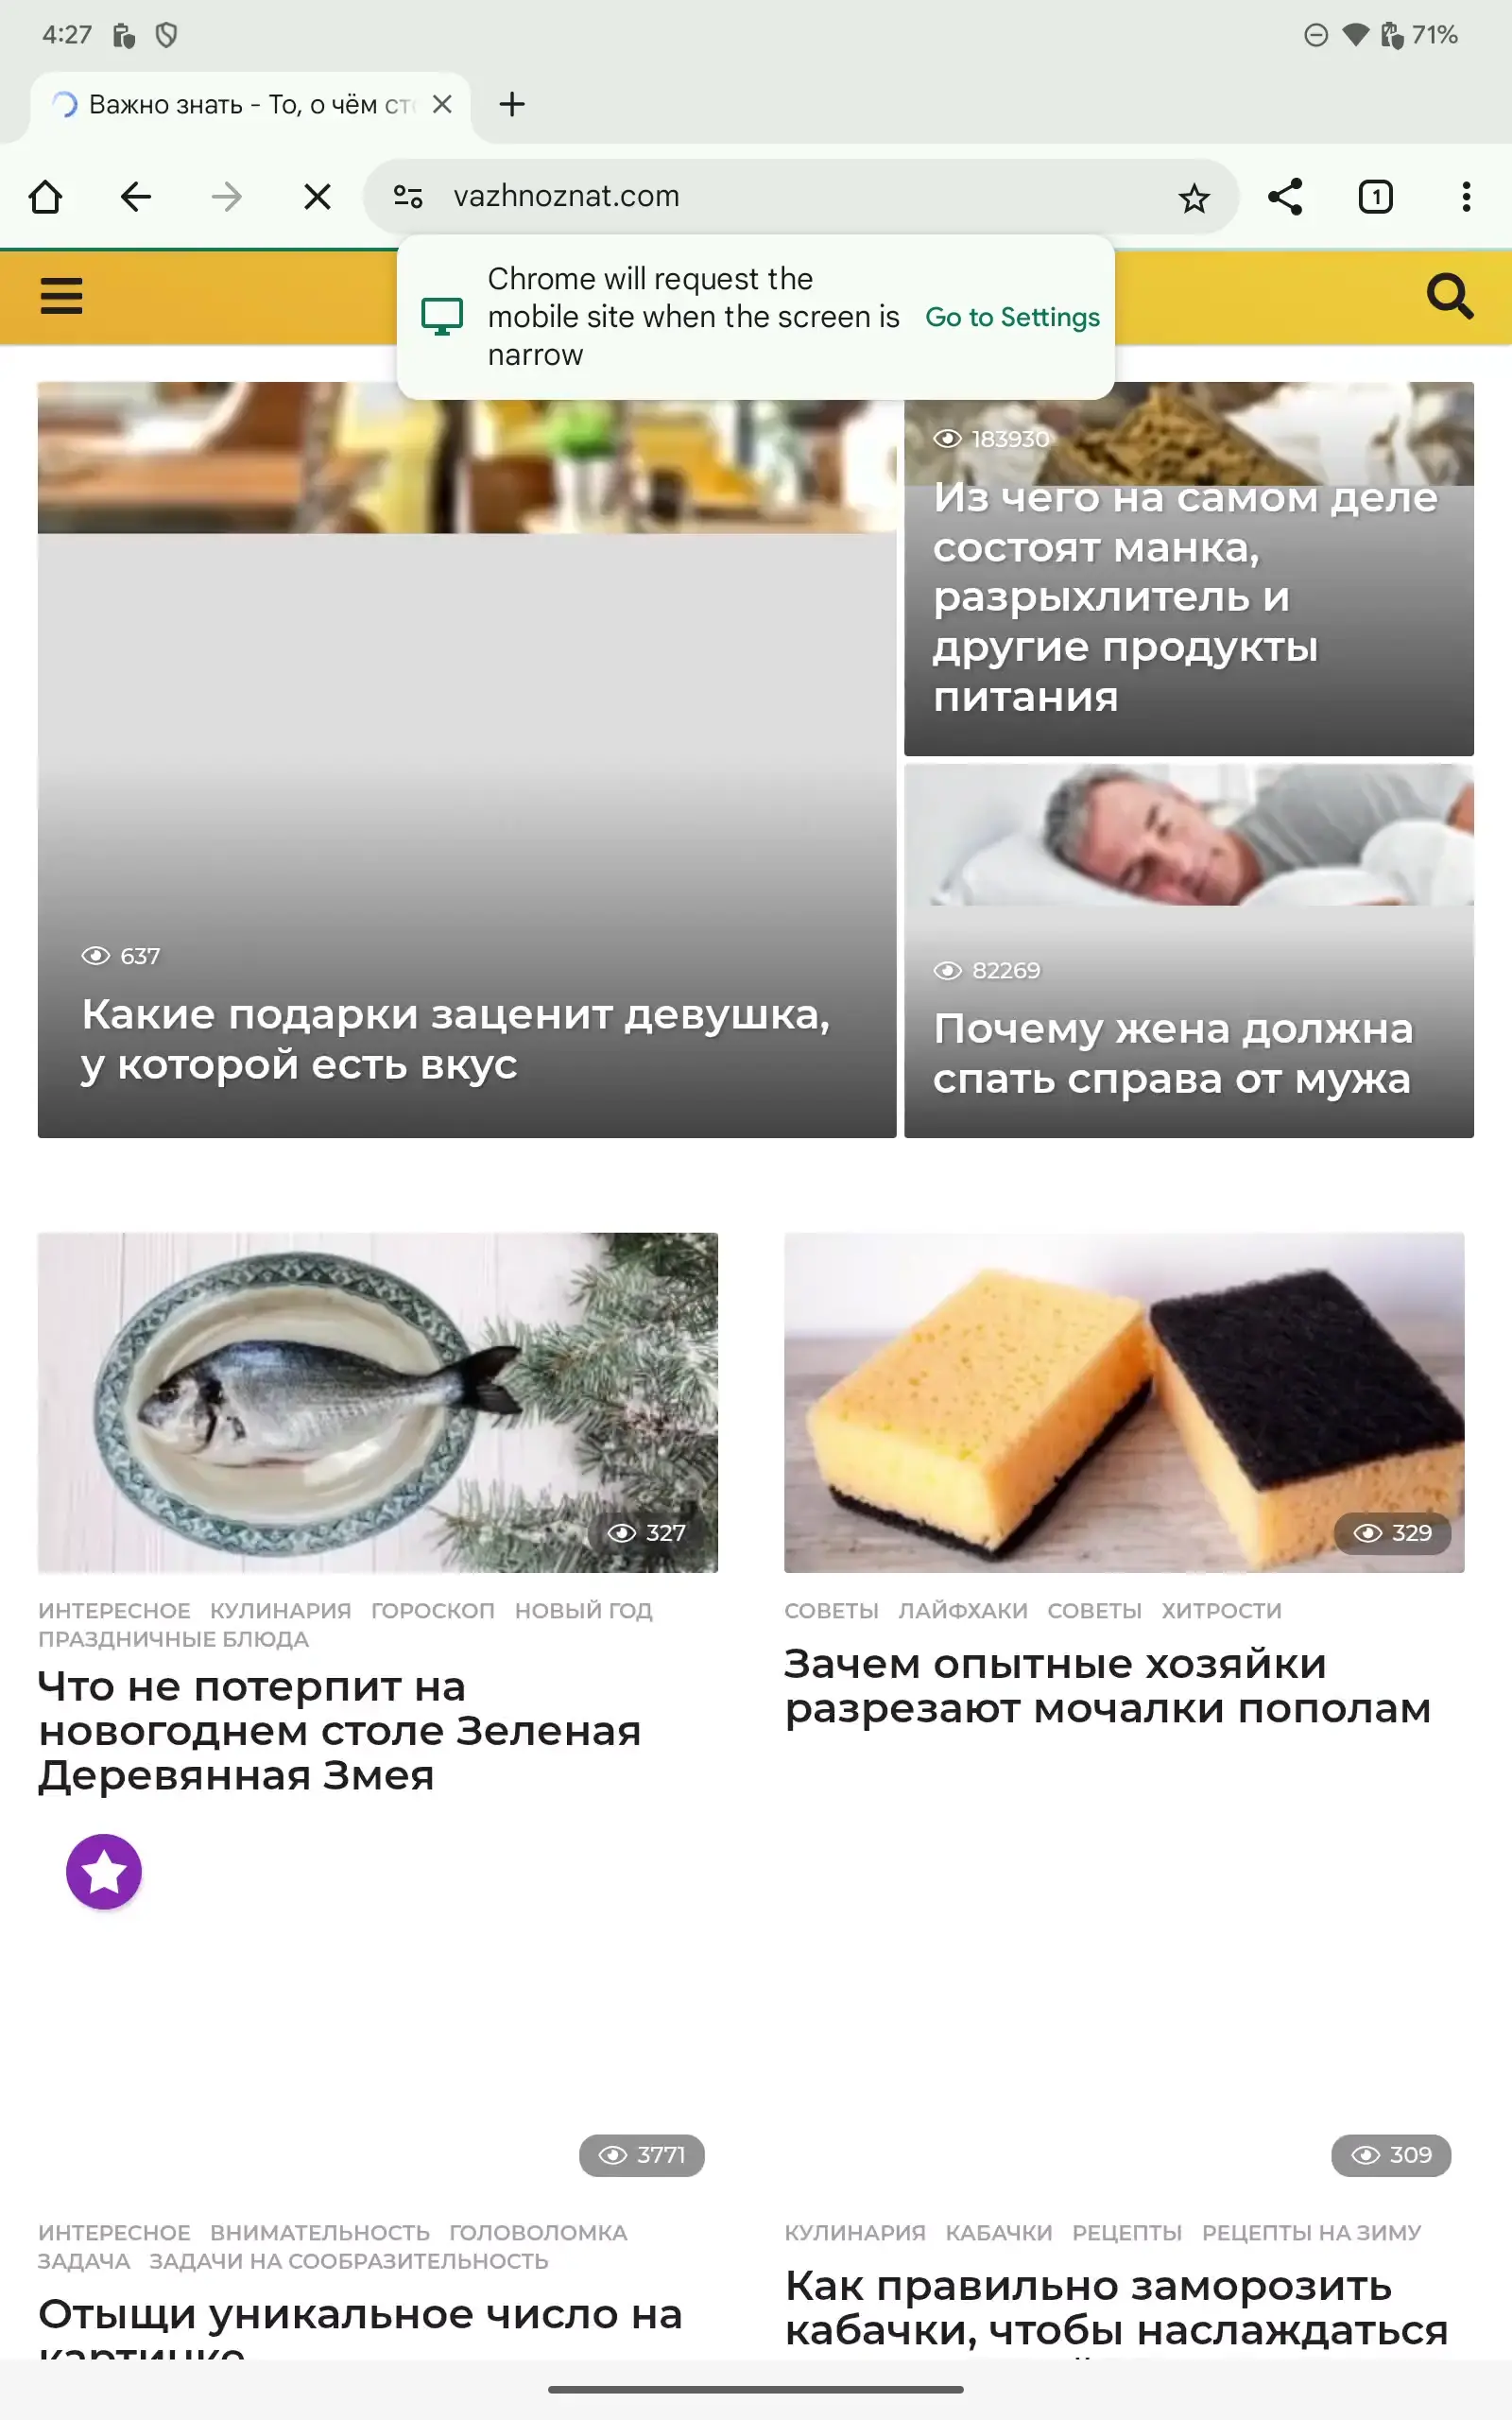 4:27
71%
Важно знать - То, о чём
vazhnoznat.com
1
Chrome will request the
mobile site when the screen is
narrow
Go to Settings
183930
Из чего на самом деле
состоят манка,
разрыхлитель и
другие продукты
питания
637
Какие подарки заценит девушка,
у которой есть вкус
82269
Почему жена должна
спать справа от мужа
327
ИНТЕРЕСНОЕ КУЛИНАРИЯ ГОРОСКОП НОВЫЙ ГОД
ПРАЗДНИЧНЫЕ БЛЮДА
Что не потерпит на
новогоднем столе Зеленая
Деревянная Змея
329
СОВЕТЫ ЛАЙФХАКИ СОВЕТЫ ХИТРОСТИ
Зачем опытные хозяйки
разрезают мочалки пополам
3771
ИНТЕРЕСНОЕ ВНИМАТЕЛЬНОСТЬ ГОЛОВОЛОМКА
ЗАДАЧА ЗАДАЧИ НА СООБРАЗИТЕЛЬНОСТЬ
Отыщи уникальное число на
картинке
309
КУЛИНАРИЯ КАБАЧКИ РЕЦЕПТЫ РЕЦЕПТЫ НА ЗИМУ
Как правильно заморозить
кабачки, чтобы наслаждаться